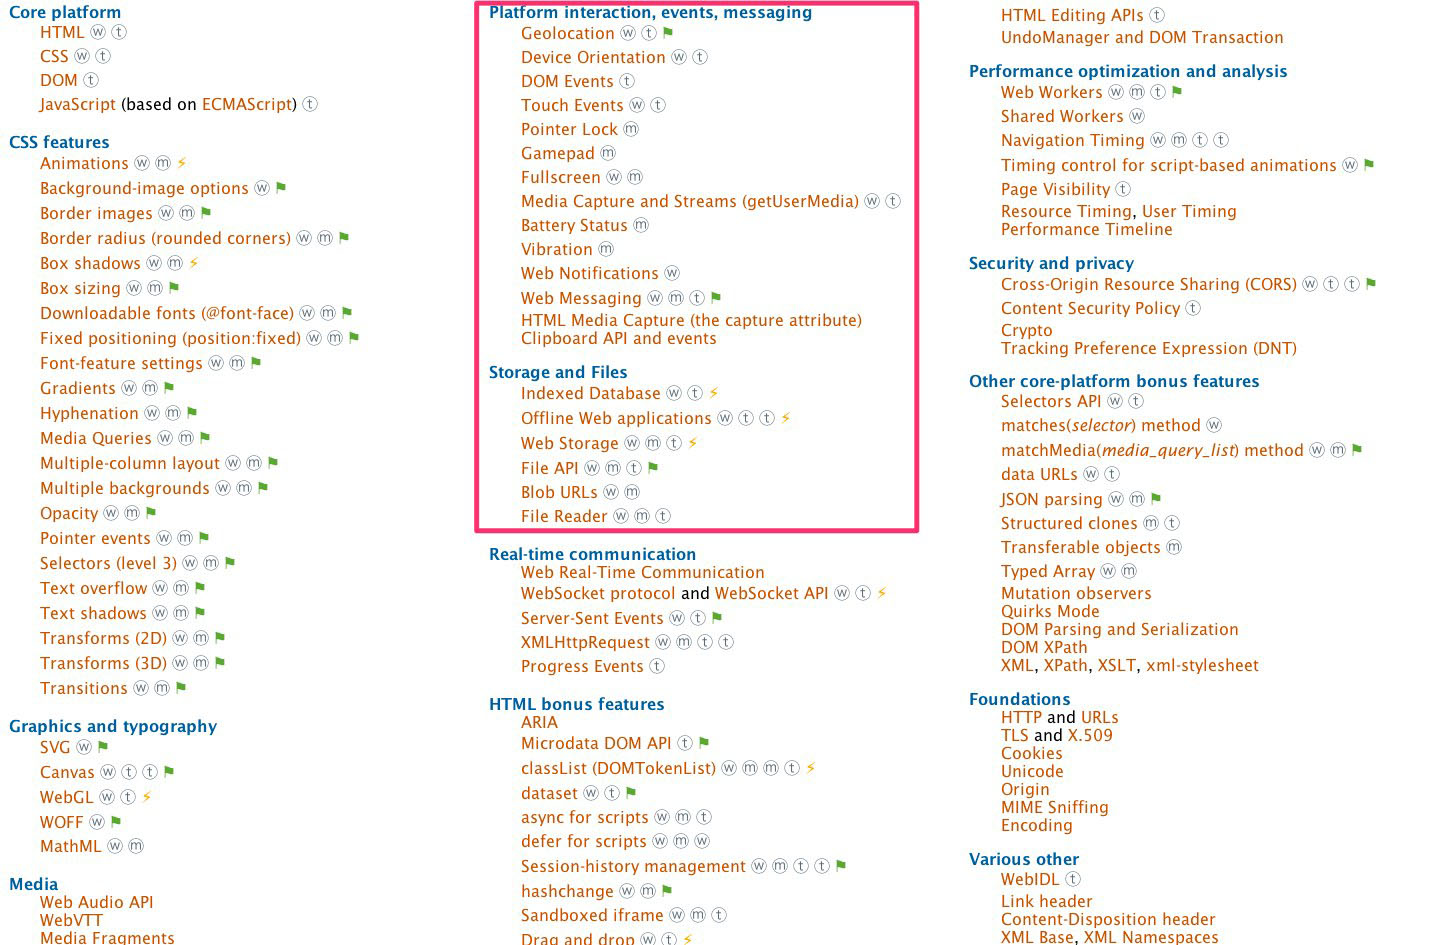 Core platform
HTML w t
CSS w t
DOM t
JavaScript (based on ECMAScript) t
CSS features
Animations w m
Background-image options w
Border images w m
Border radius (rounded corners) w m
Box shadows w m
Box sizing w m
Downloadable fonts (@font-face) w m
Fixed positioning (position:fixed) w m
Font-feature settings w m
Gradients w m
Hyphenation w m
Media Queries w m
Multiple-column layout w m
Multiple backgrounds w m
Opacity w m
Pointer events w m
Selectors (level 3) w m
Text overflow w m
Text shadows w m
Transforms (2D) w m
Transforms (3D) w m
Transitions w m
Graphics and typography
SVG w
Canvas w t t
WebGL w t
WOFF w
MathML w m
Media
Web Audio API
WebVTT
Media Fragments
Platform interaction, events, messaging
Geolocation w t
Device Orientation w t
DOM Events t
Touch Events w t
Pointer Lock m
Gamepad m
Fullscreen w m
Media Capture and Streams (getUserMedia) w t
Battery Status m
Vibration m
Web Notifications w
Web Messaging w m t
HTML Media Capture (the capture attribute)
Clipboard API and events
Storage and Files
Indexed Database w t
Offline Web applications w t t
Web Storage w m t
File API w m t
Blob URLs w m
File Reader w m t
Real-time communication
Web Real-Time Communication
WebSocket protocol and WebSocket API w t
Server-Sent Events w t
XMLHttpRequest w m t t
Progress Events t
HTML bonus features
ARIA
Microdata DOM API t
classList (DOMTokenList) w m m t
dataset w t
async for scripts w m t
defer for scripts w m w
Session-history management w m t t
hashchange w m
Sandboxed iframe w m t
Drag and drop w t
HTML Editing APIs t
UndoManager and DOM Transaction
Performance optimization and analysis
Web Workers w m t
Shared Workers w
Navigation Timing w m t t
Timing control for script-based animations w
Page Visibility t
Resource Timing, User Timing
Performance Timeline
Security and privacy
Cross-Origin Resource Sharing (CORS) w t t
Content Security Policy t
Crypto
Tracking Preference Expression (DNT)
Other core-platform bonus features
Selectors API w t
matches(selector) method w
matchMedia(media_query_list) method w m
data URLs w t
JSON parsing w m
Structured clones m t
Transferable objects m
Typed Array w m
Mutation observers
Quirks Mode
DOM Parsing and Serialization
DOM XPath
XML, XPath, XSLT, xml-stylesheet
Foundations
HTTP and URLs
TLS and X.509
Cookies
Unicode
Origin
MIME Sniffing
Encoding
Various other
WebIDL t
Link header
Content-Disposition header
XML Base, XML Namespaces